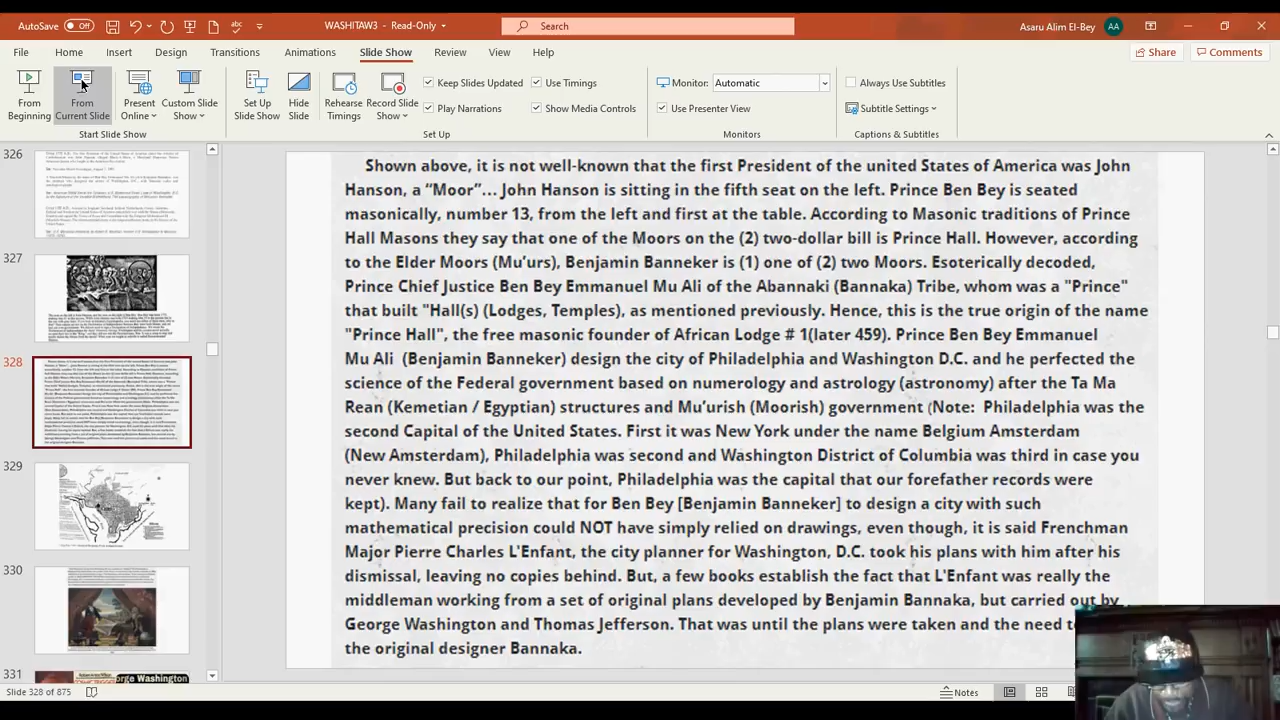 AutoSave Off
WASHITAW3 - Read-Only
Search
Asaru Alim El-Bey AA
File Home Insert Design Transitions Animations Slide Show Review View Help
Share Comments
From Beginning
From Current Slide
Present Online
Custom Slide Show
Set Up Slide Show
Hide Slide
Rehearse Timings
Record Slide Show
Keep Slides Updated
Play Narrations
Use Timings
Show Media Controls
Monitor: Automatic
Use Presenter View
Always Use Subtitles
Subtitle Settings
Start Slide Show
Set Up
Monitors
Captions & Subtitles
326
327
328
329
330
331
George Washington
Shown above, it is not well-known that the first President of the united States of America was John
Hanson, a “Moor”... John Hanson is sitting in the fifth seat on the left. Prince Ben Bey is seated
masonically, number 13, from the left and first at the table. According to Masonic traditions of Prince
Hall Masons they say that one of the Moors on the (2) two-dollar bill is Prince Hall. However, according
to the Elder Moors (Mu’urs), Benjamin Banneker is (1) one of (2) two Moors. Esoterically decoded,
Prince Chief Justice Ben Bey Emmanuel Mu Ali of the Abannaki (Bannaka) Tribe, whom was a "Prince"
that built "Hall(s) (Lodges, Temples), as mentioned previously. Hence, this is the true origin of the name
"Prince Hall", the free masonic founder of African Lodge # 1(later 459). Prince Ben Bey Emmanuel
Mu Ali (Benjamin Banneker) design the city of Philadelphia and Washington D.C. and he perfected the
science of the Federal government based on numerology and astrology (astronomy) after the Ta Ma
Rean (Kemetian / Egyptian) structures and Mu’urish (Moorish) government (Note: Philadelphia was the
second Capital of the United States. First it was New York under the name Belgium Amsterdam
(New Amsterdam), Philadelphia was second and Washington District of Columbia was third in case you
never knew. But back to our point, Philadelphia was the capital that our forefather records were
kept). Many fail to realize that for Ben Bey [Benjamin Banneker] to design a city with such
mathematical precision could NOT have simply relied on drawings, even though, it is said Frenchman
Major Pierre Charles L'Enfant, the city planner for Washington, D.C. took his plans with him after his
dismissal, leaving no copies behind. But, a few books establish the fact that L'Enfant was really the
middleman working from a set of original plans developed by Benjamin Bannaka, but carried out by
George Washington and Thomas Jefferson. That was until the plans were taken and the need
the original designer Bannaka.
Slide 328 of 875
Notes